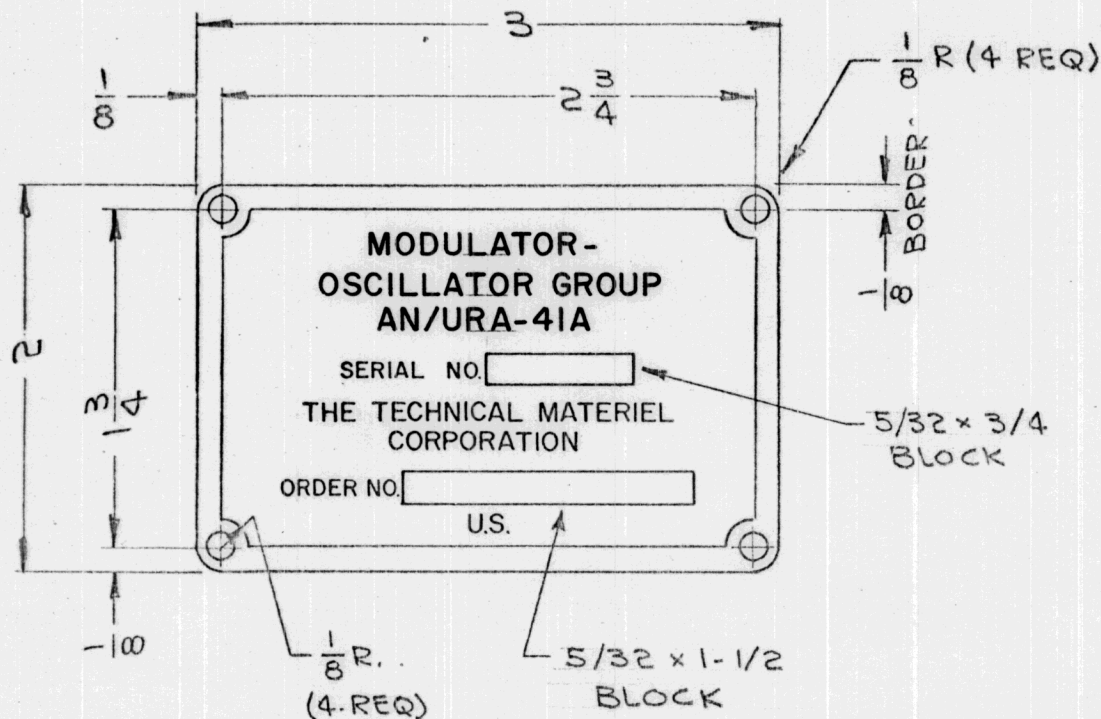 3
1/8
2 3/4
1/8 R (4 REQ)
1/8 BORDER
2
1 3/4
MODULATOR-
OSCILLATOR GROUP
AN/URA-41A
SERIAL NO.
THE TECHNICAL MATERIEL
CORPORATION
5/32 x 3/4
BLOCK
ORDER NO.
U.S.
1/8
1/8 R.
(4 REQ)
5/32 x 1-1/2
BLOCK